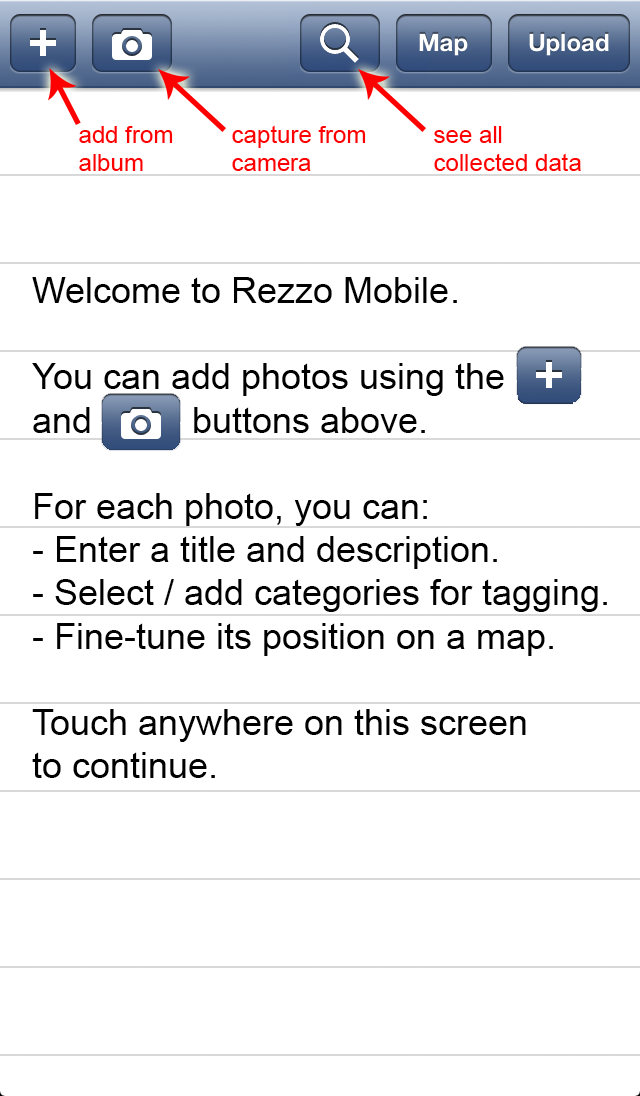 Map Upload
add from capture from see all
album camera collected data
Welcome to Rezzo Mobile.
You can add photos using the +
and buttons above.
For each photo, you can:
- Enter a title and description.
- Select / add categories for tagging.
- Fine-tune its position on a map.
Touch anywhere on this screen
to continue.